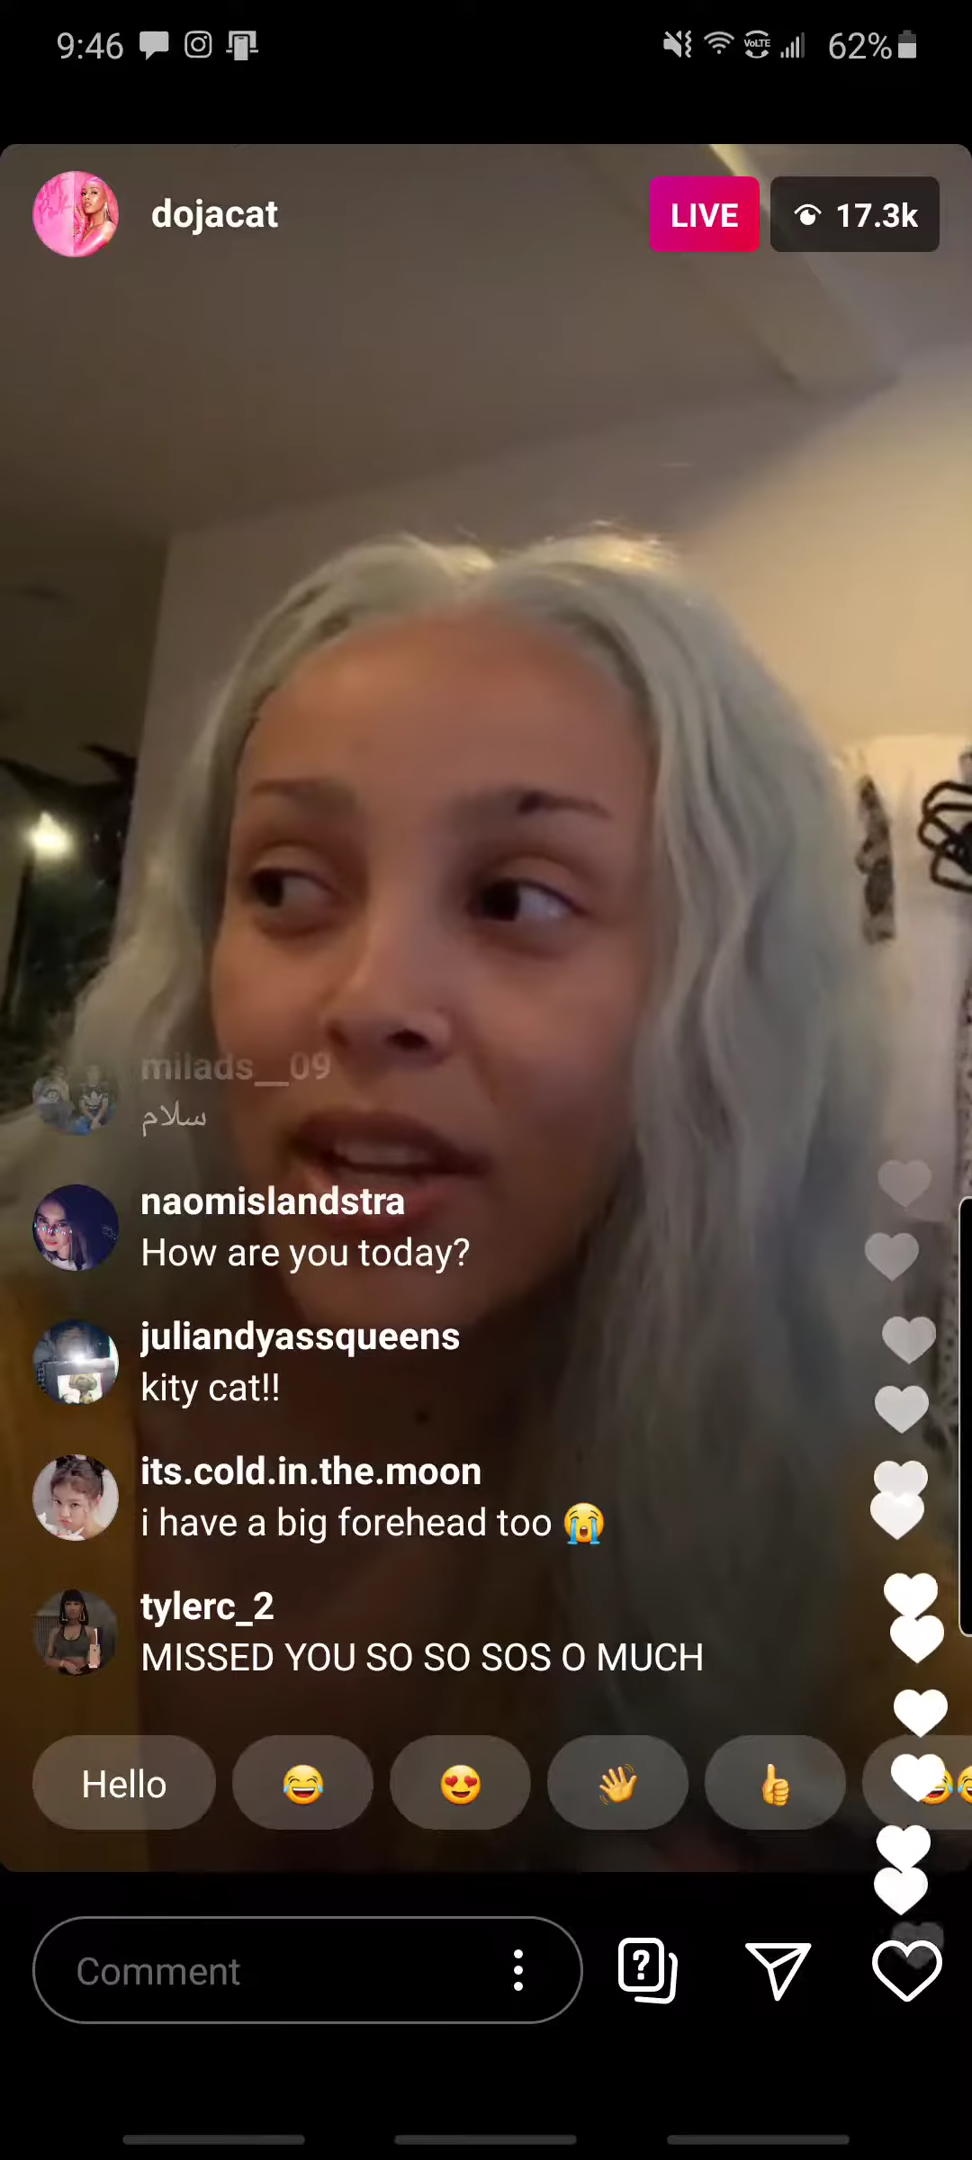 9:46
VoLTE
62%
dojacat
LIVE
17.3k
milads__09
سلام
naomislandstra
How are you today?
juliandyassqueens
kity cat!!
its.cold.in.the.moon
i have a big forehead too 😭
tylerc_2
MISSED YOU SO SO SOS O MUCH
Hello
Comment